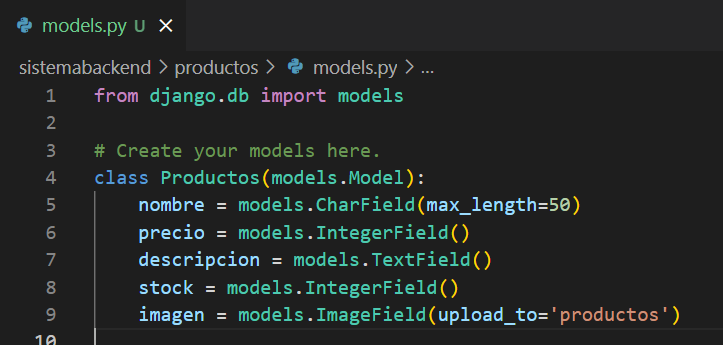 models.py U ×
sistemabackend > productos > models.py > ...
1 from django.db import models
2
3 # Create your models here.
4 class Productos(models.Model):
5     nombre = models.CharField(max_length=50)
6     precio = models.IntegerField()
7     descripcion = models.TextField()
8     stock = models.IntegerField()
9     imagen = models.ImageField(upload_to='productos')
10